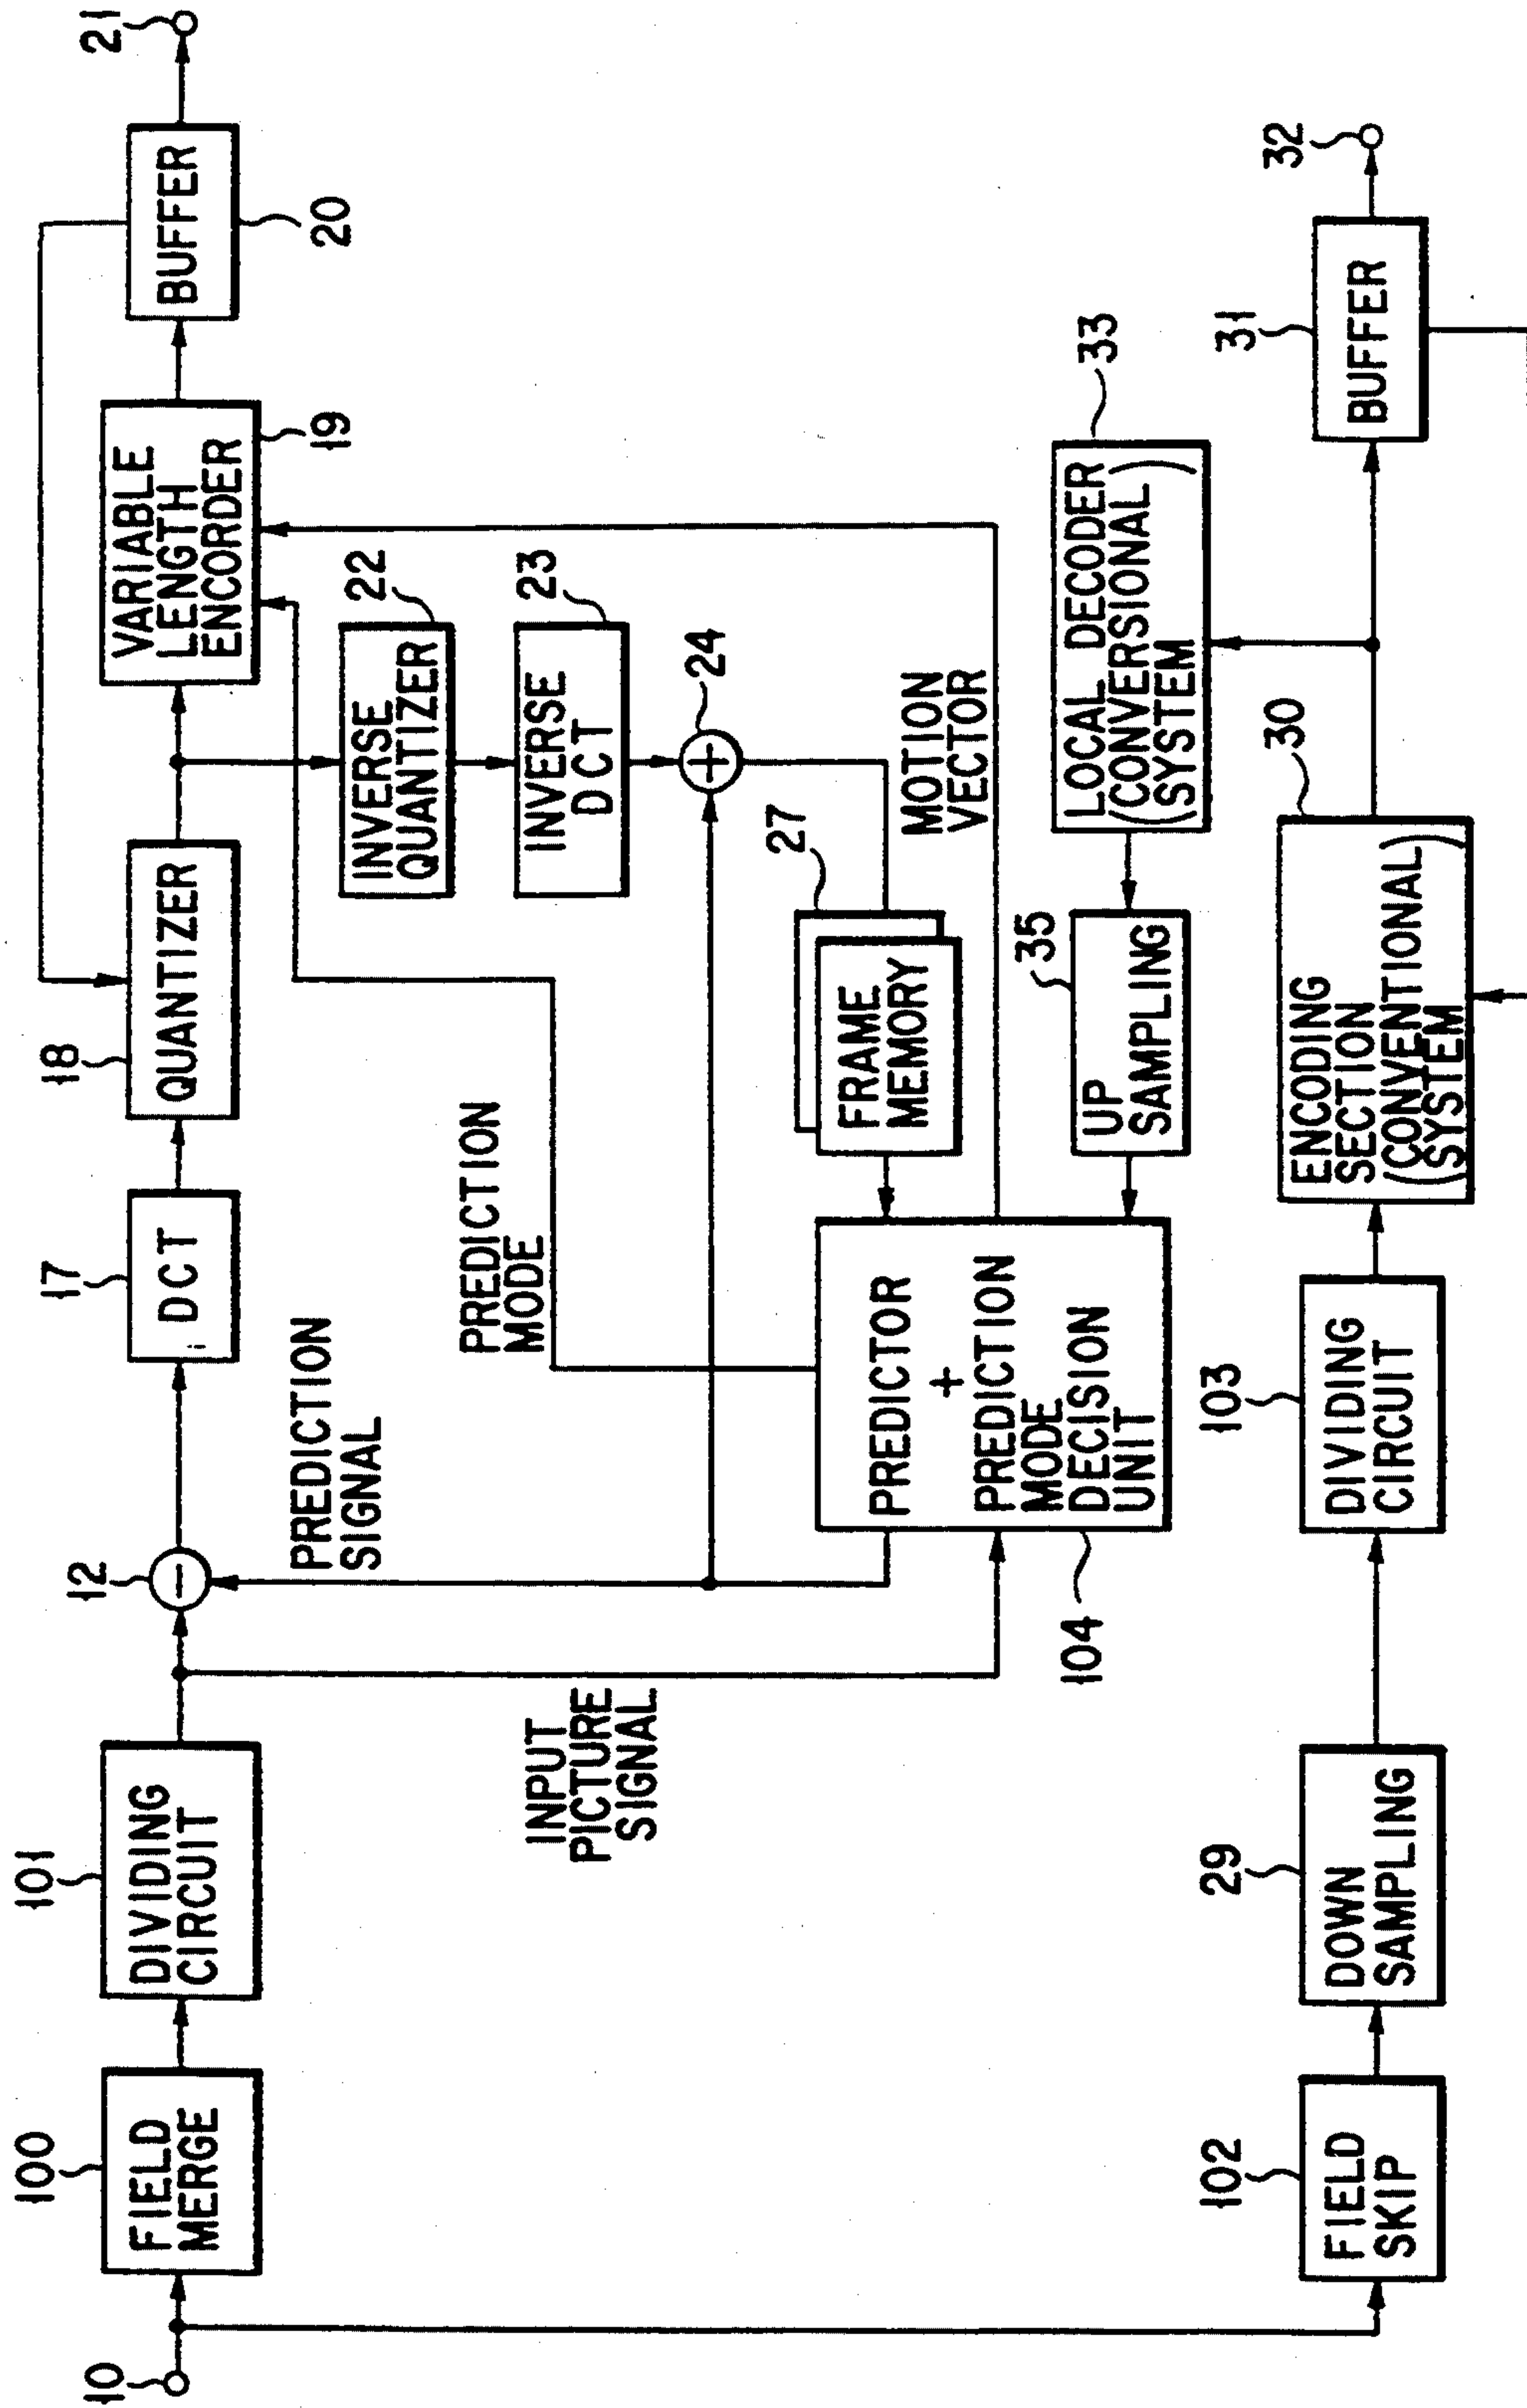 10
100
FIELD
MERGE
101
DIVIDING
CIRCUIT
INPUT
PICTURE
SIGNAL
12
PREDICTION
SIGNAL
17
DCT
18
QUANTIZER
VARIABLE
LENGTH
ENCORDER
19
BUFFER
20
21
PREDICTION
MODE
INVERSE
QUANTIZER
22
INVERSE
DCT
23
24
27
FRAME
MEMORY
MOTION
VECTOR
PREDICTOR
+
PREDICTION
MODE
DECISION
UNIT
104
35
UP
SAMPLING
LOCAL DECODER
(CONVERSIONAL)
(SYSTEM )
33
102
FIELD
SKIP
29
DOWN
SAMPLING
103
DIVIDING
CIRCUIT
30
ENCODING
SECTION
(CONVENTIONAL)
(SYSTEM )
31
BUFFER
32